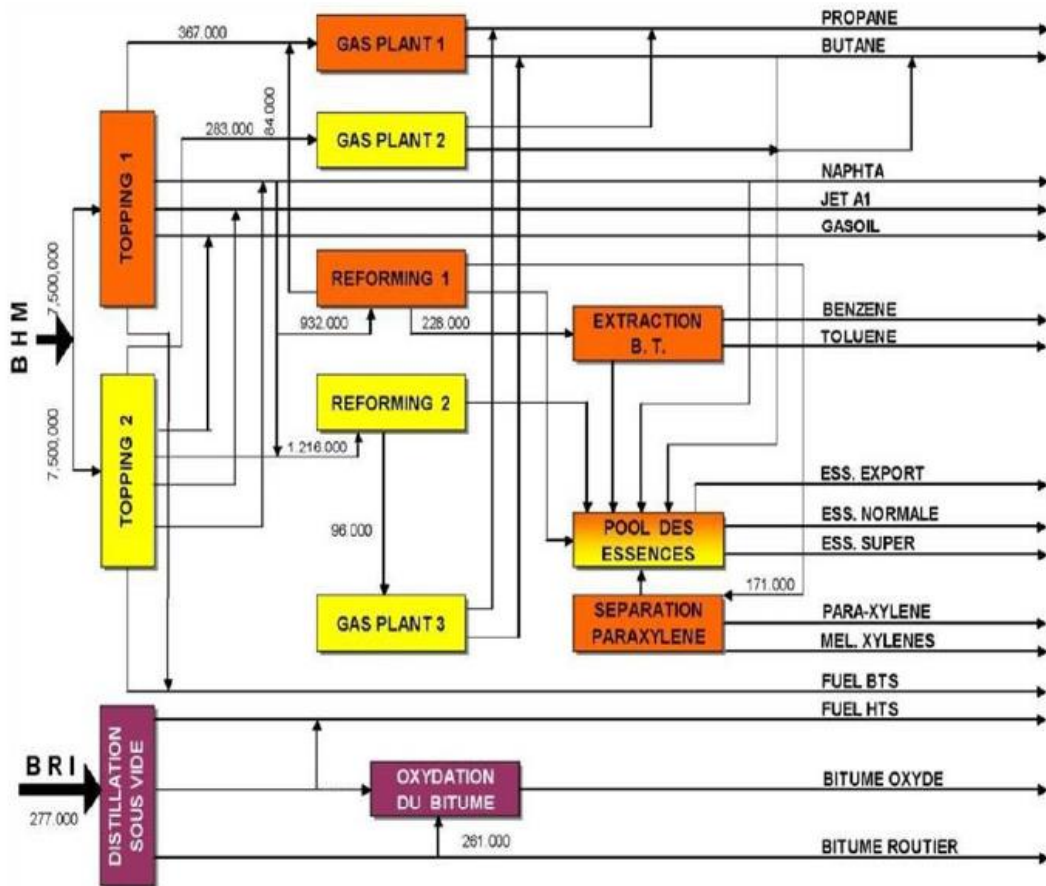 PROPANE
367.000
GAS PLANT 1
BUTANE
84.000
283.000
GAS PLANT 2
TOPPING 1
NAPHTA
JET A1
GASOIL
7,500,000
REFORMING 1
BENZENE
932.000
228.000
EXTRACTION
B. T.
TOLUENE
B H M
REFORMING 2
7,500,000
TOPPING 2
1.216.000
ESS. EXPORT
96.000
POOL DES
ESSENCES
ESS. NORMALE
ESS. SUPER
171.000
GAS PLANT 3
SEPARATION
PARAXYLENE
PARA-XYLENE
MEL. XYLENES
FUEL BTS
FUEL HTS
B R I
277.000
DISTILLATION
SOUS VIDE
OXYDATION
DU BITUME
BITUME OXYDE
261.000
BITUME ROUTIER